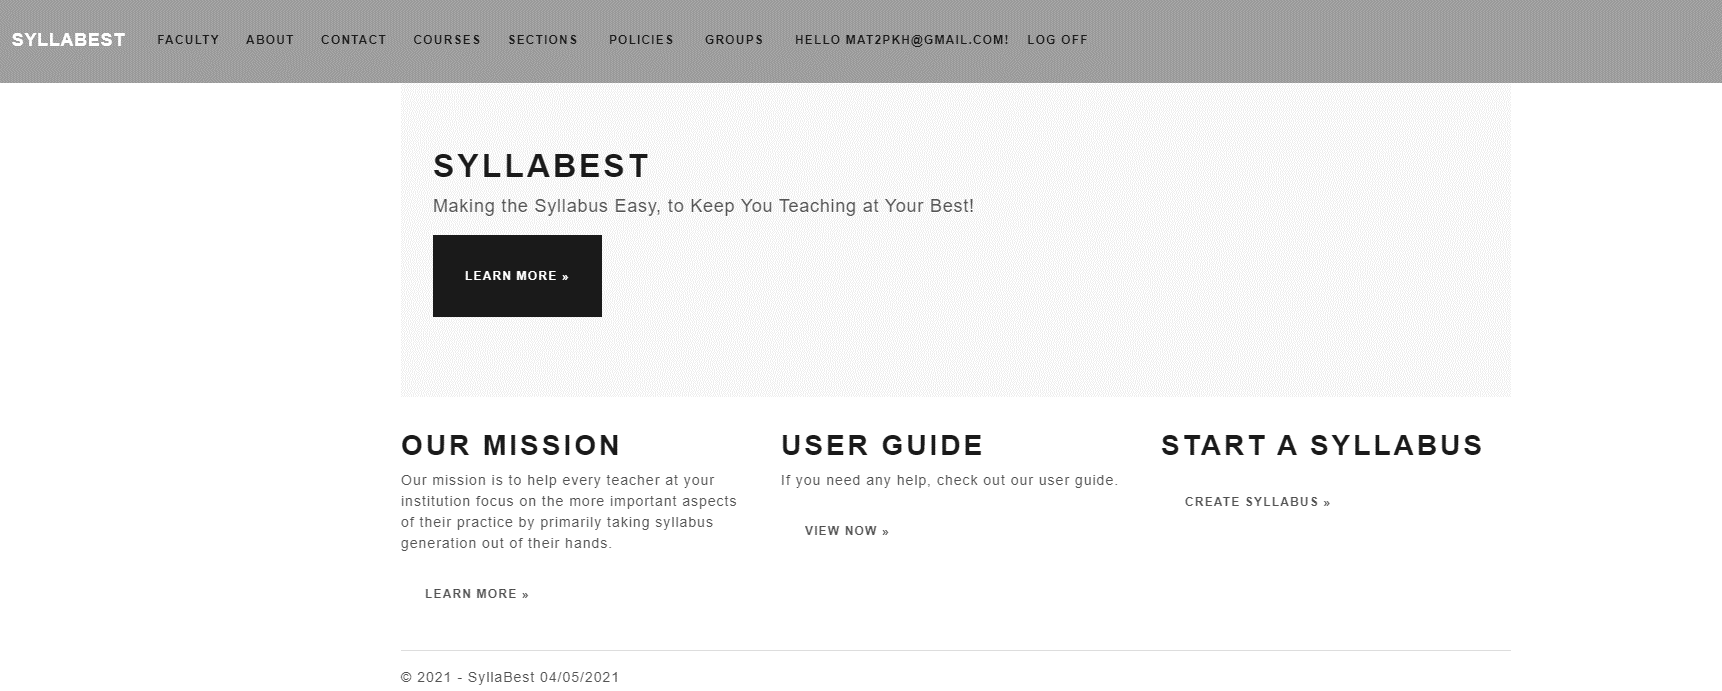 SYLLABEST FACULTY ABOUT CONTACT COURSES SECTIONS POLICIES GROUPS HELLO MAT2PKH@GMAIL.COM! LOG OFF
SYLLABEST
Making the Syllabus Easy, to Keep You Teaching at Your Best!
LEARN MORE »
OUR MISSION
Our mission is to help every teacher at your
institution focus on the more important aspects
of their practice by primarily taking syllabus
generation out of their hands.
LEARN MORE »
USER GUIDE
If you need any help, check out our user guide.
VIEW NOW »
START A SYLLABUS
CREATE SYLLABUS »
© 2021 - SyllaBest 04/05/2021